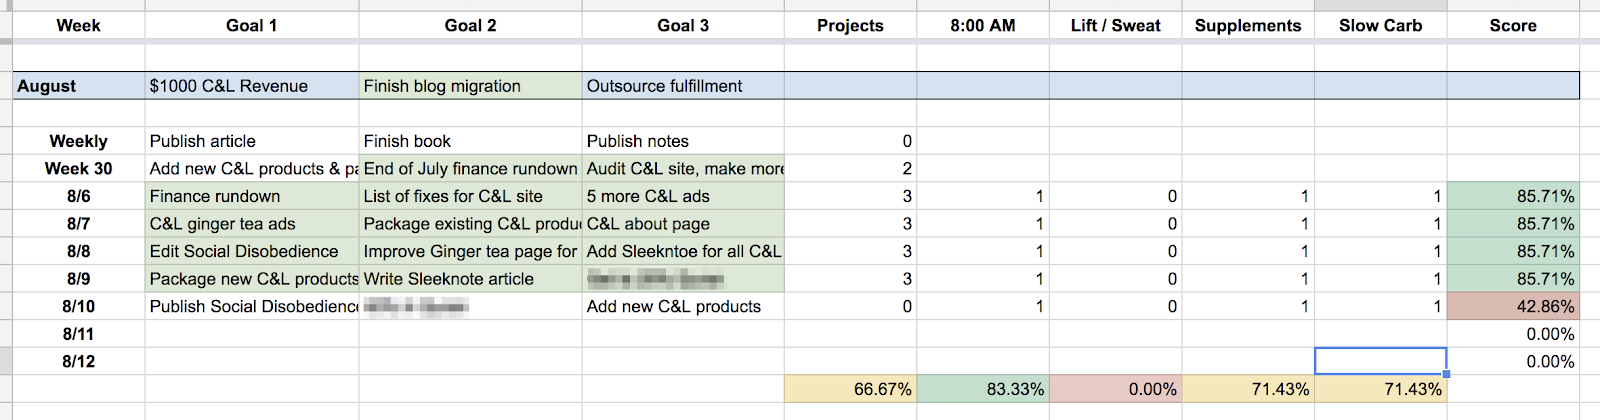 Week Goal 1 Goal 2 Goal 3 Projects 8:00 AM Lift / Sweat Supplements Slow Carb Score
August $1000 C&L Revenue Finish blog migration Outsource fulfillment
Weekly Publish article Finish book Publish notes 0
Week 30 Add new C&L products & pa End of July finance rundown Audit C&L site, make more 2
8/6 Finance rundown List of fixes for C&L site 5 more C&L ads 3 1 0 1 1 85.71%
8/7 C&L ginger tea ads Package existing C&L produc C&L about page 3 1 0 1 1 85.71%
8/8 Edit Social Disobedience Improve Ginger tea page for Add Sleekntoe for all C&L 3 1 0 1 1 85.71%
8/9 Package new C&L products Write Sleeknote article 3 1 0 1 1 85.71%
8/10 Publish Social Disobedience Add new C&L products 0 1 0 1 1 42.86%
8/11 0.00%
8/12 0.00%
66.67% 83.33% 0.00% 71.43% 71.43%